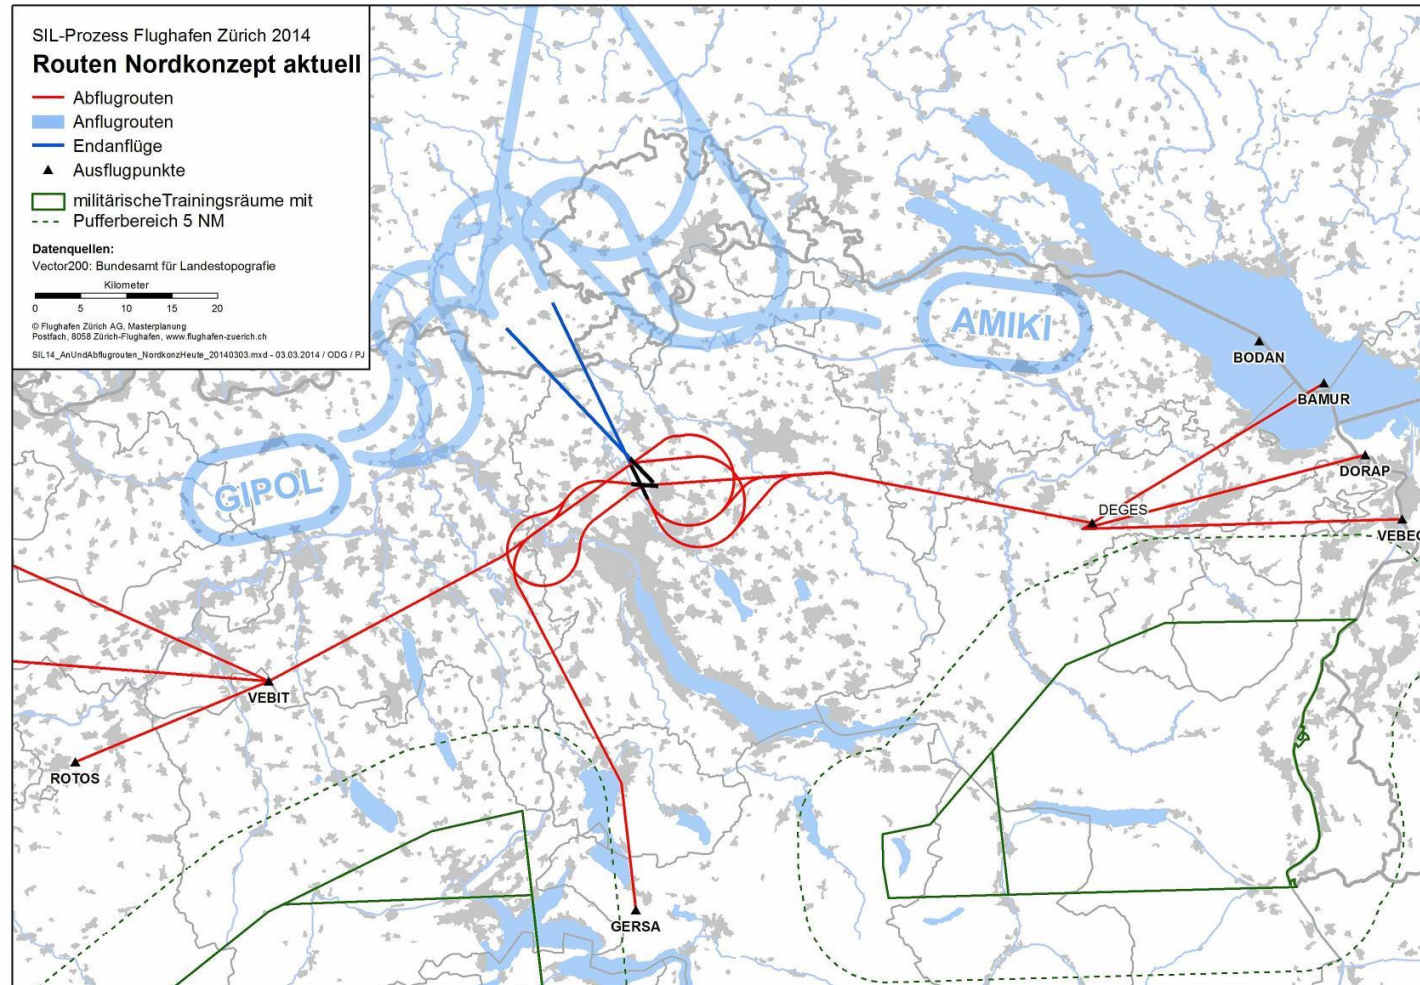 SIL-Prozess Flughafen Zürich 2014
Routen Nordkonzept aktuell
Abflugrouten
Anflugrouten
Endanflüge
Ausflugpunkte
militärischeTrainingsräume mit
Pufferbereich 5 NM
Datenquellen:
Vector200: Bundesamt für Landestopografie
Kilometer
0 5 10 15 20
© Flughafen Zürich AG, Masterplanung
Postfach, 8058 Zürich-Flughafen, www.flughafen-zuerich.ch
SIL14_AnUndAbflugrouten_NordkonzHeute_20140303.mxd - 03.03.2014 / ODG / PJ
AMIKI
BODAN
BAMUR
DORAP
GIPOL
DEGES
VEBEG
VEBIT
ROTOS
GERSA